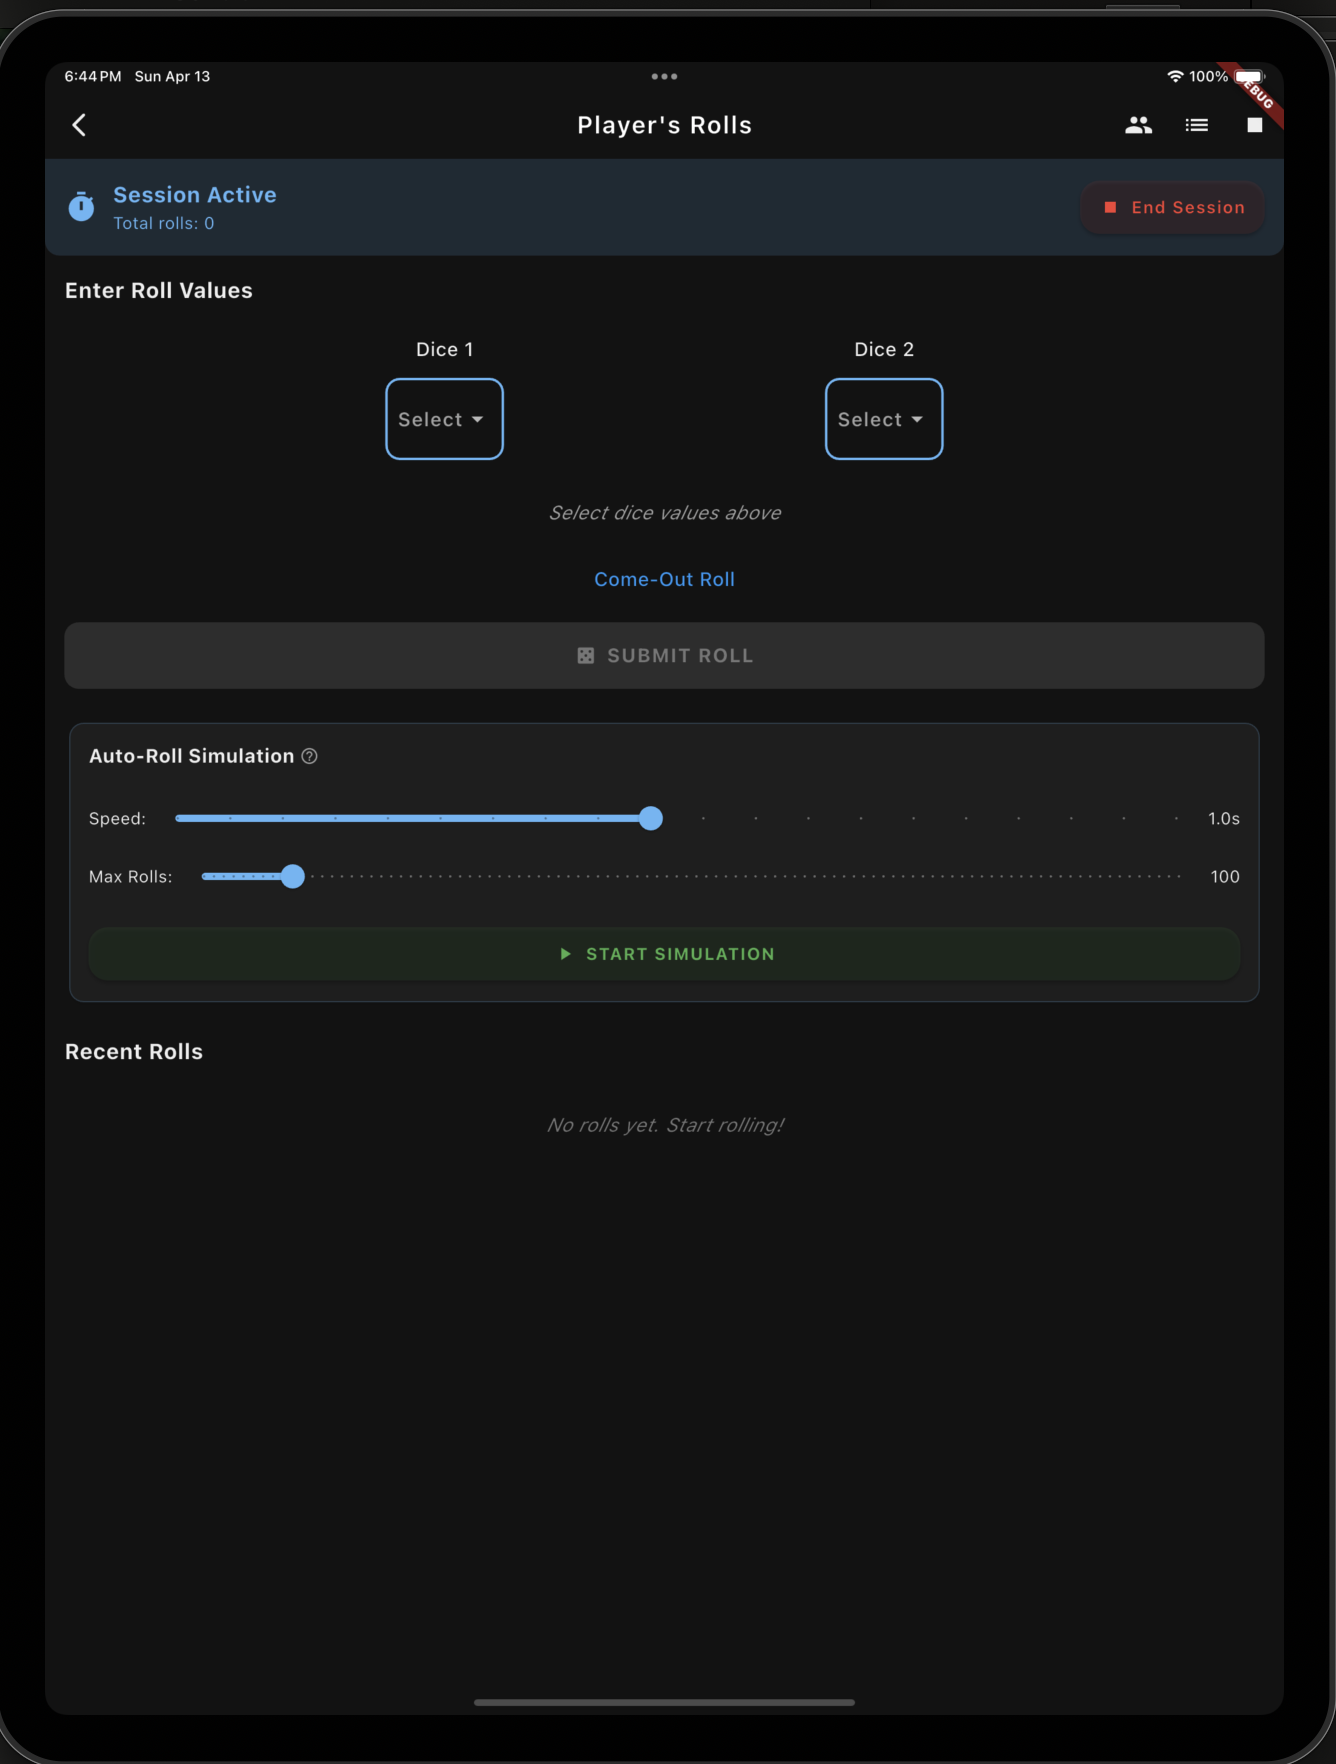 6:44 PM Sun Apr 13
100%
Player's Rolls
Session Active
Total rolls: 0
End Session
Enter Roll Values
Dice 1
Dice 2
Select
Select
Select dice values above
Come-Out Roll
SUBMIT ROLL
Auto-Roll Simulation
Speed:
1.0s
Max Rolls:
100
START SIMULATION
Recent Rolls
No rolls yet. Start rolling!